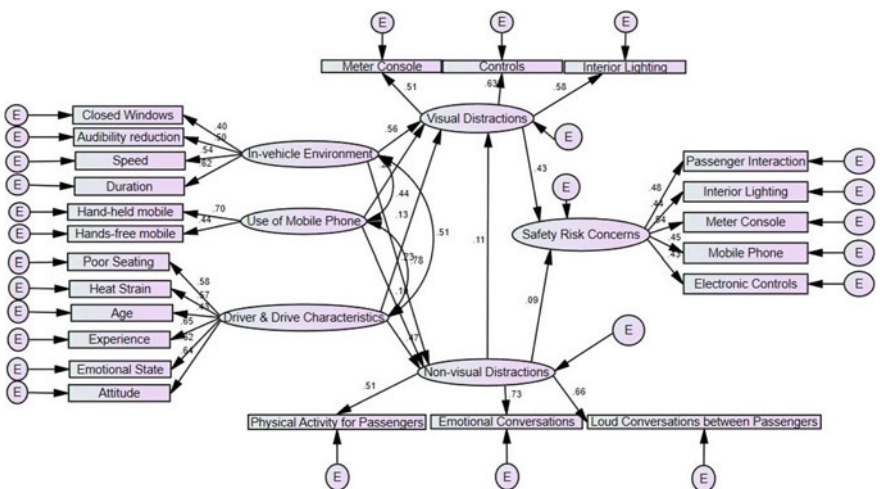 E
E
E
Meter Console
Controls
Interior Lighting
.51
.63
.58
E
Closed Windows
E
Audibility reduction
E
Speed
E
Duration
.40
.54
.62
In-vehicle Environment
.56
Visual Distractions
E
E
Hand-held mobile
E
Hands-free mobile
.70
.44
Use of Mobile Phone
.44
.13
.51
.43
E
Safety Risk Concerns
.48
.44
.45
.43
Passenger Interaction
E
Interior Lighting
E
Meter Console
E
Mobile Phone
E
Electronic Controls
E
E
Poor Seating
E
Heat Strain
E
Age
E
Experience
E
Emotional State
E
Attitude
.58
.57
.65
.62
.64
Driver & Drive Characteristics
.23
.78
.47
.11
.09
Non-visual Distractions
E
.51
.73
.66
Physical Activity for Passengers
Emotional Conversations
Loud Conversations between Passengers
E
E
E